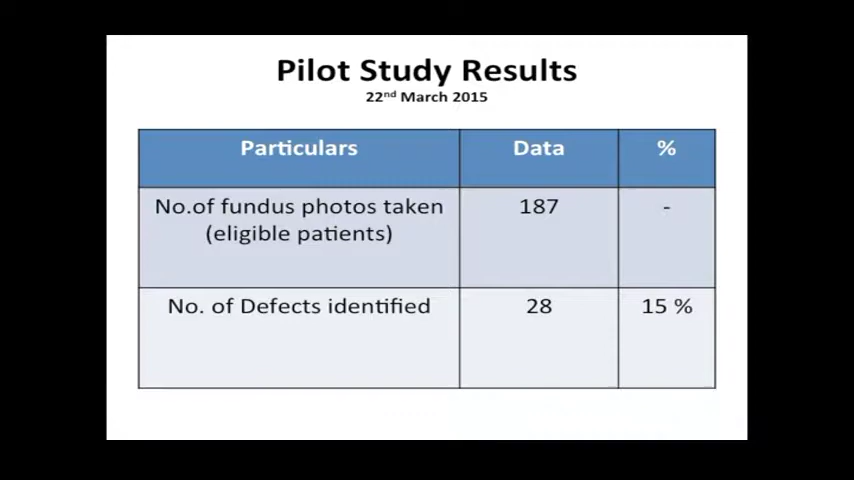 Pilot Study Results
22nd March 2015
Particulars Data %
No.of fundus photos taken 187 -
(eligible patients)
No. of Defects identified 28 15 %